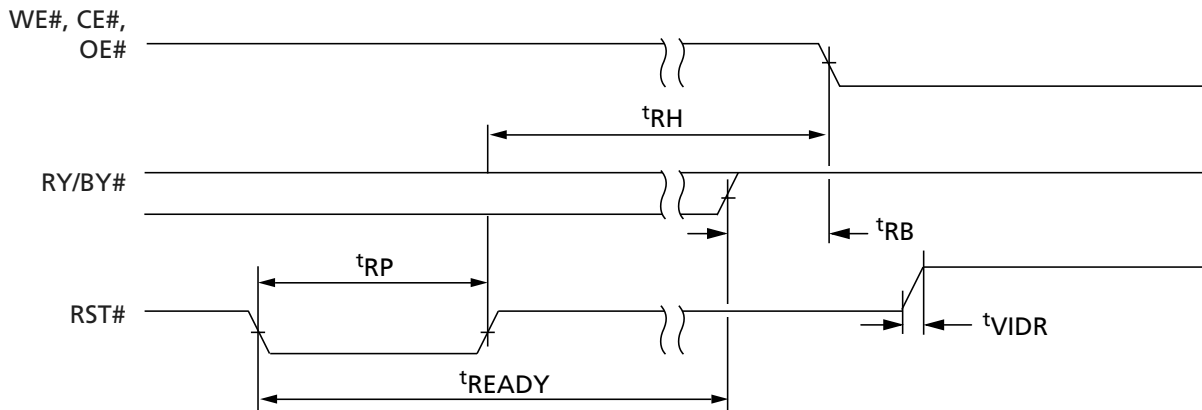 WE#, CE#,
OE#
tRH
RY/BY#
tRB
tRP
RST#
tVIDR
tREADY